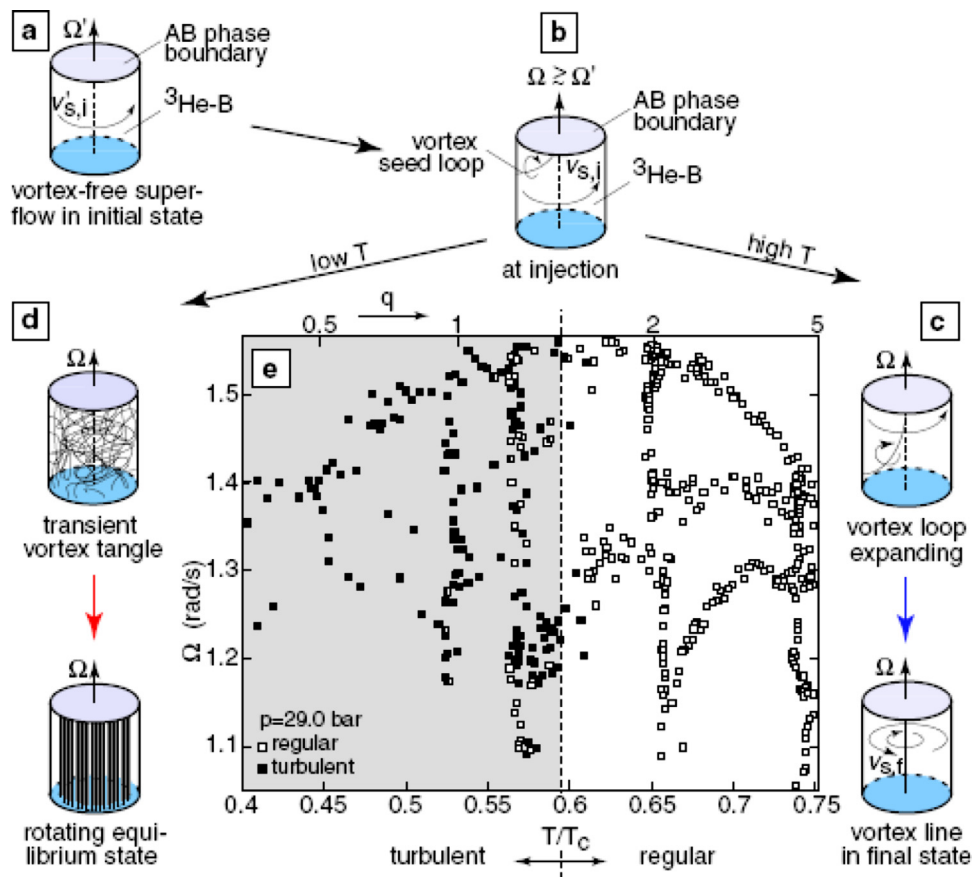 a
Ω'
AB phase
boundary
v's,i
3He-B
vortex-free super-
flow in initial state
b
Ω ≳ Ω'
AB phase
boundary
vortex
seed loop
vs,i
3He-B
at injection
low T
high T
d
Ω
transient
vortex tangle
Ω
rotating equi-
librium state
q
0.5 1 2 5
e
1.5
1.4
1.3
1.2
1.1
Ω (rad/s)
p=29.0 bar
regular
turbulent
0.4 0.45 0.5 0.55 0.6 0.65 0.7 0.75
T/Tc
turbulent regular
c
Ω
vortex loop
expanding
Ω
vs,f
vortex line
in final state